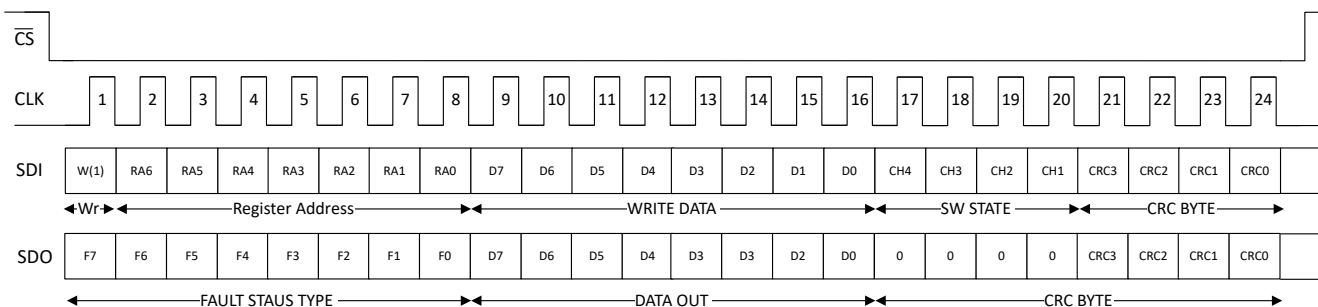 CS
CLK 1 2 3 4 5 6 7 8 9 10 11 12 13 14 15 16 17 18 19 20 21 22 23 24
SDI W(1) RA6 RA5 RA4 RA3 RA2 RA1 RA0 D7 D6 D5 D4 D3 D2 D1 D0 CH4 CH3 CH2 CH1 CRC3 CRC2 CRC1 CRC0
Wr Register Address WRITE DATA SW STATE CRC BYTE
SDO F7 F6 F5 F4 F3 F2 F1 F0 D7 D6 D5 D4 D3 D3 D2 D0 0 0 0 0 CRC3 CRC2 CRC1 CRC0
FAULT STAUS TYPE DATA OUT CRC BYTE